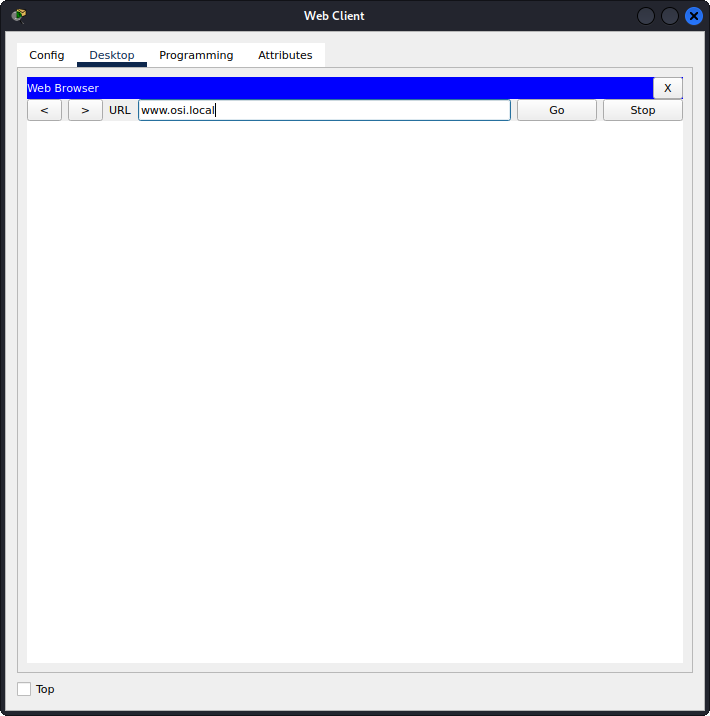 Web Client
Config Desktop Programming Attributes
Web Browser X
< > URL www.osi.local Go Stop
Top